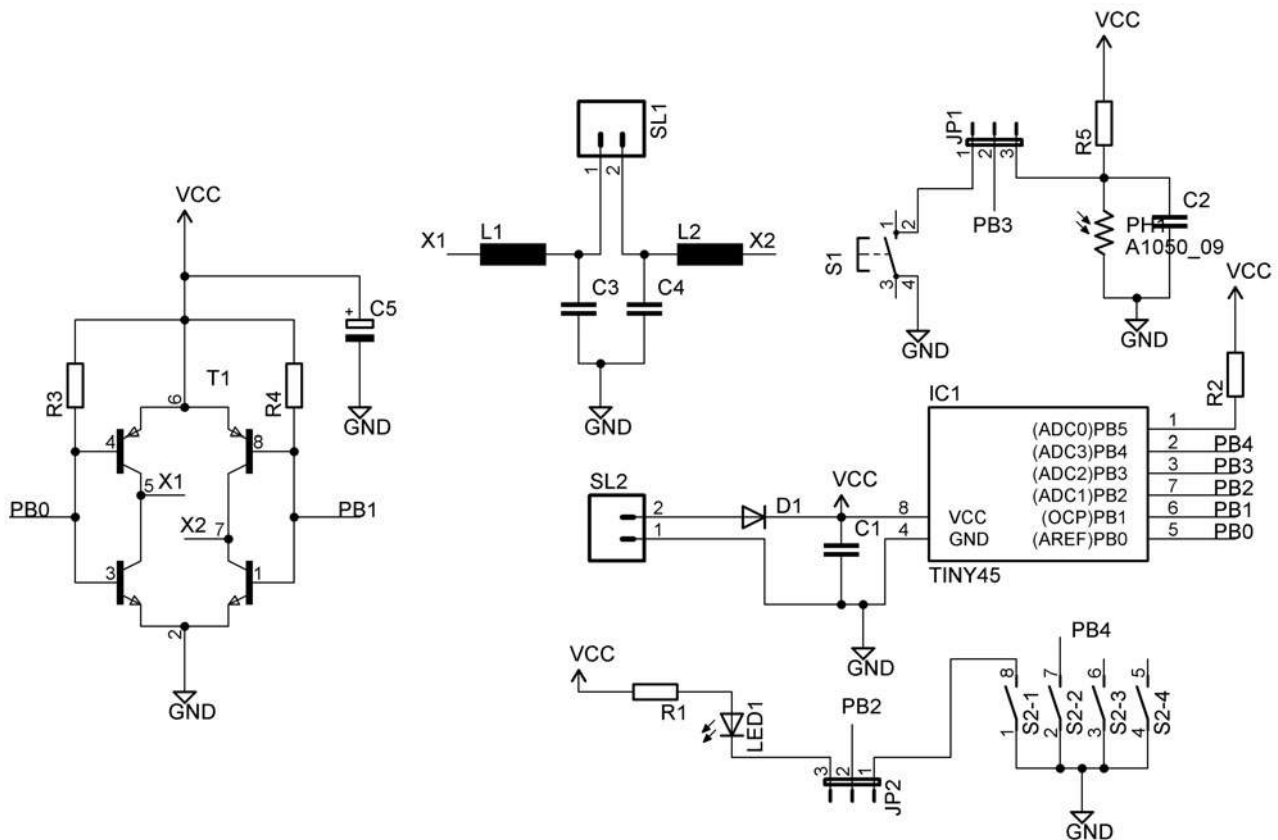 VCC
C5
+
GND
R3
T1
R4
6
4
8
5
X1
PB0
PB1
X2
7
3
1
2
GND
SL1
1
2
X1
L1
L2
X2
C3
C4
GND
VCC
R5
JP1
1
2
3
PB3
C2
PH1
A1050_09
S1
1
2
3
4
GND
GND
VCC
R2
IC1
(ADC0)PB5
1
(ADC3)PB4
2
PB4
(ADC2)PB3
3
PB3
(ADC1)PB2
7
PB2
VCC
8
(OCP)PB1
6
PB1
GND
4
(AREF)PB0
5
PB0
TINY45
SL2
2
1
D1
VCC
C1
GND
VCC
R1
LED1
PB2
3
2
1
JP2
PB4
8
7
6
5
S2-1
S2-2
S2-3
S2-4
1
2
3
4
GND